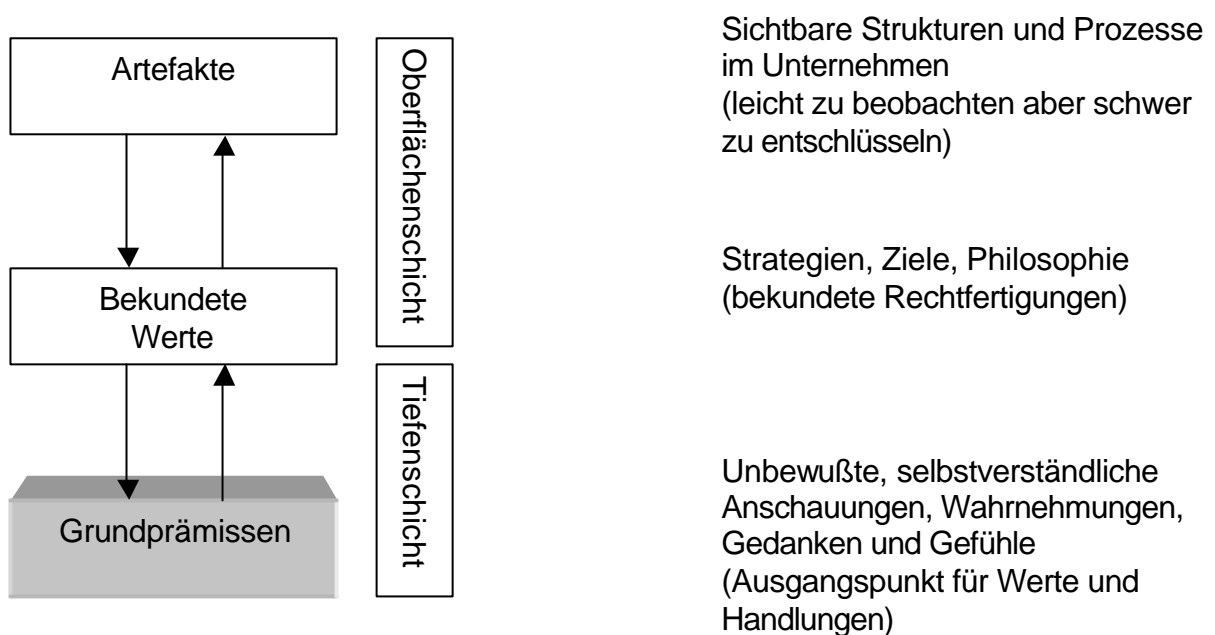 Artefakte
Oberflächenschicht
Sichtbare Strukturen und Prozesse
im Unternehmen
(leicht zu beobachten aber schwer
zu entschlüsseln)
Bekundete
Werte
Strategien, Ziele, Philosophie
(bekundete Rechtfertigungen)
Tiefenschicht
Grundprämissen
Unbewußte, selbstverständliche
Anschauungen, Wahrnehmungen,
Gedanken und Gefühle
(Ausgangspunkt für Werte und
Handlungen)